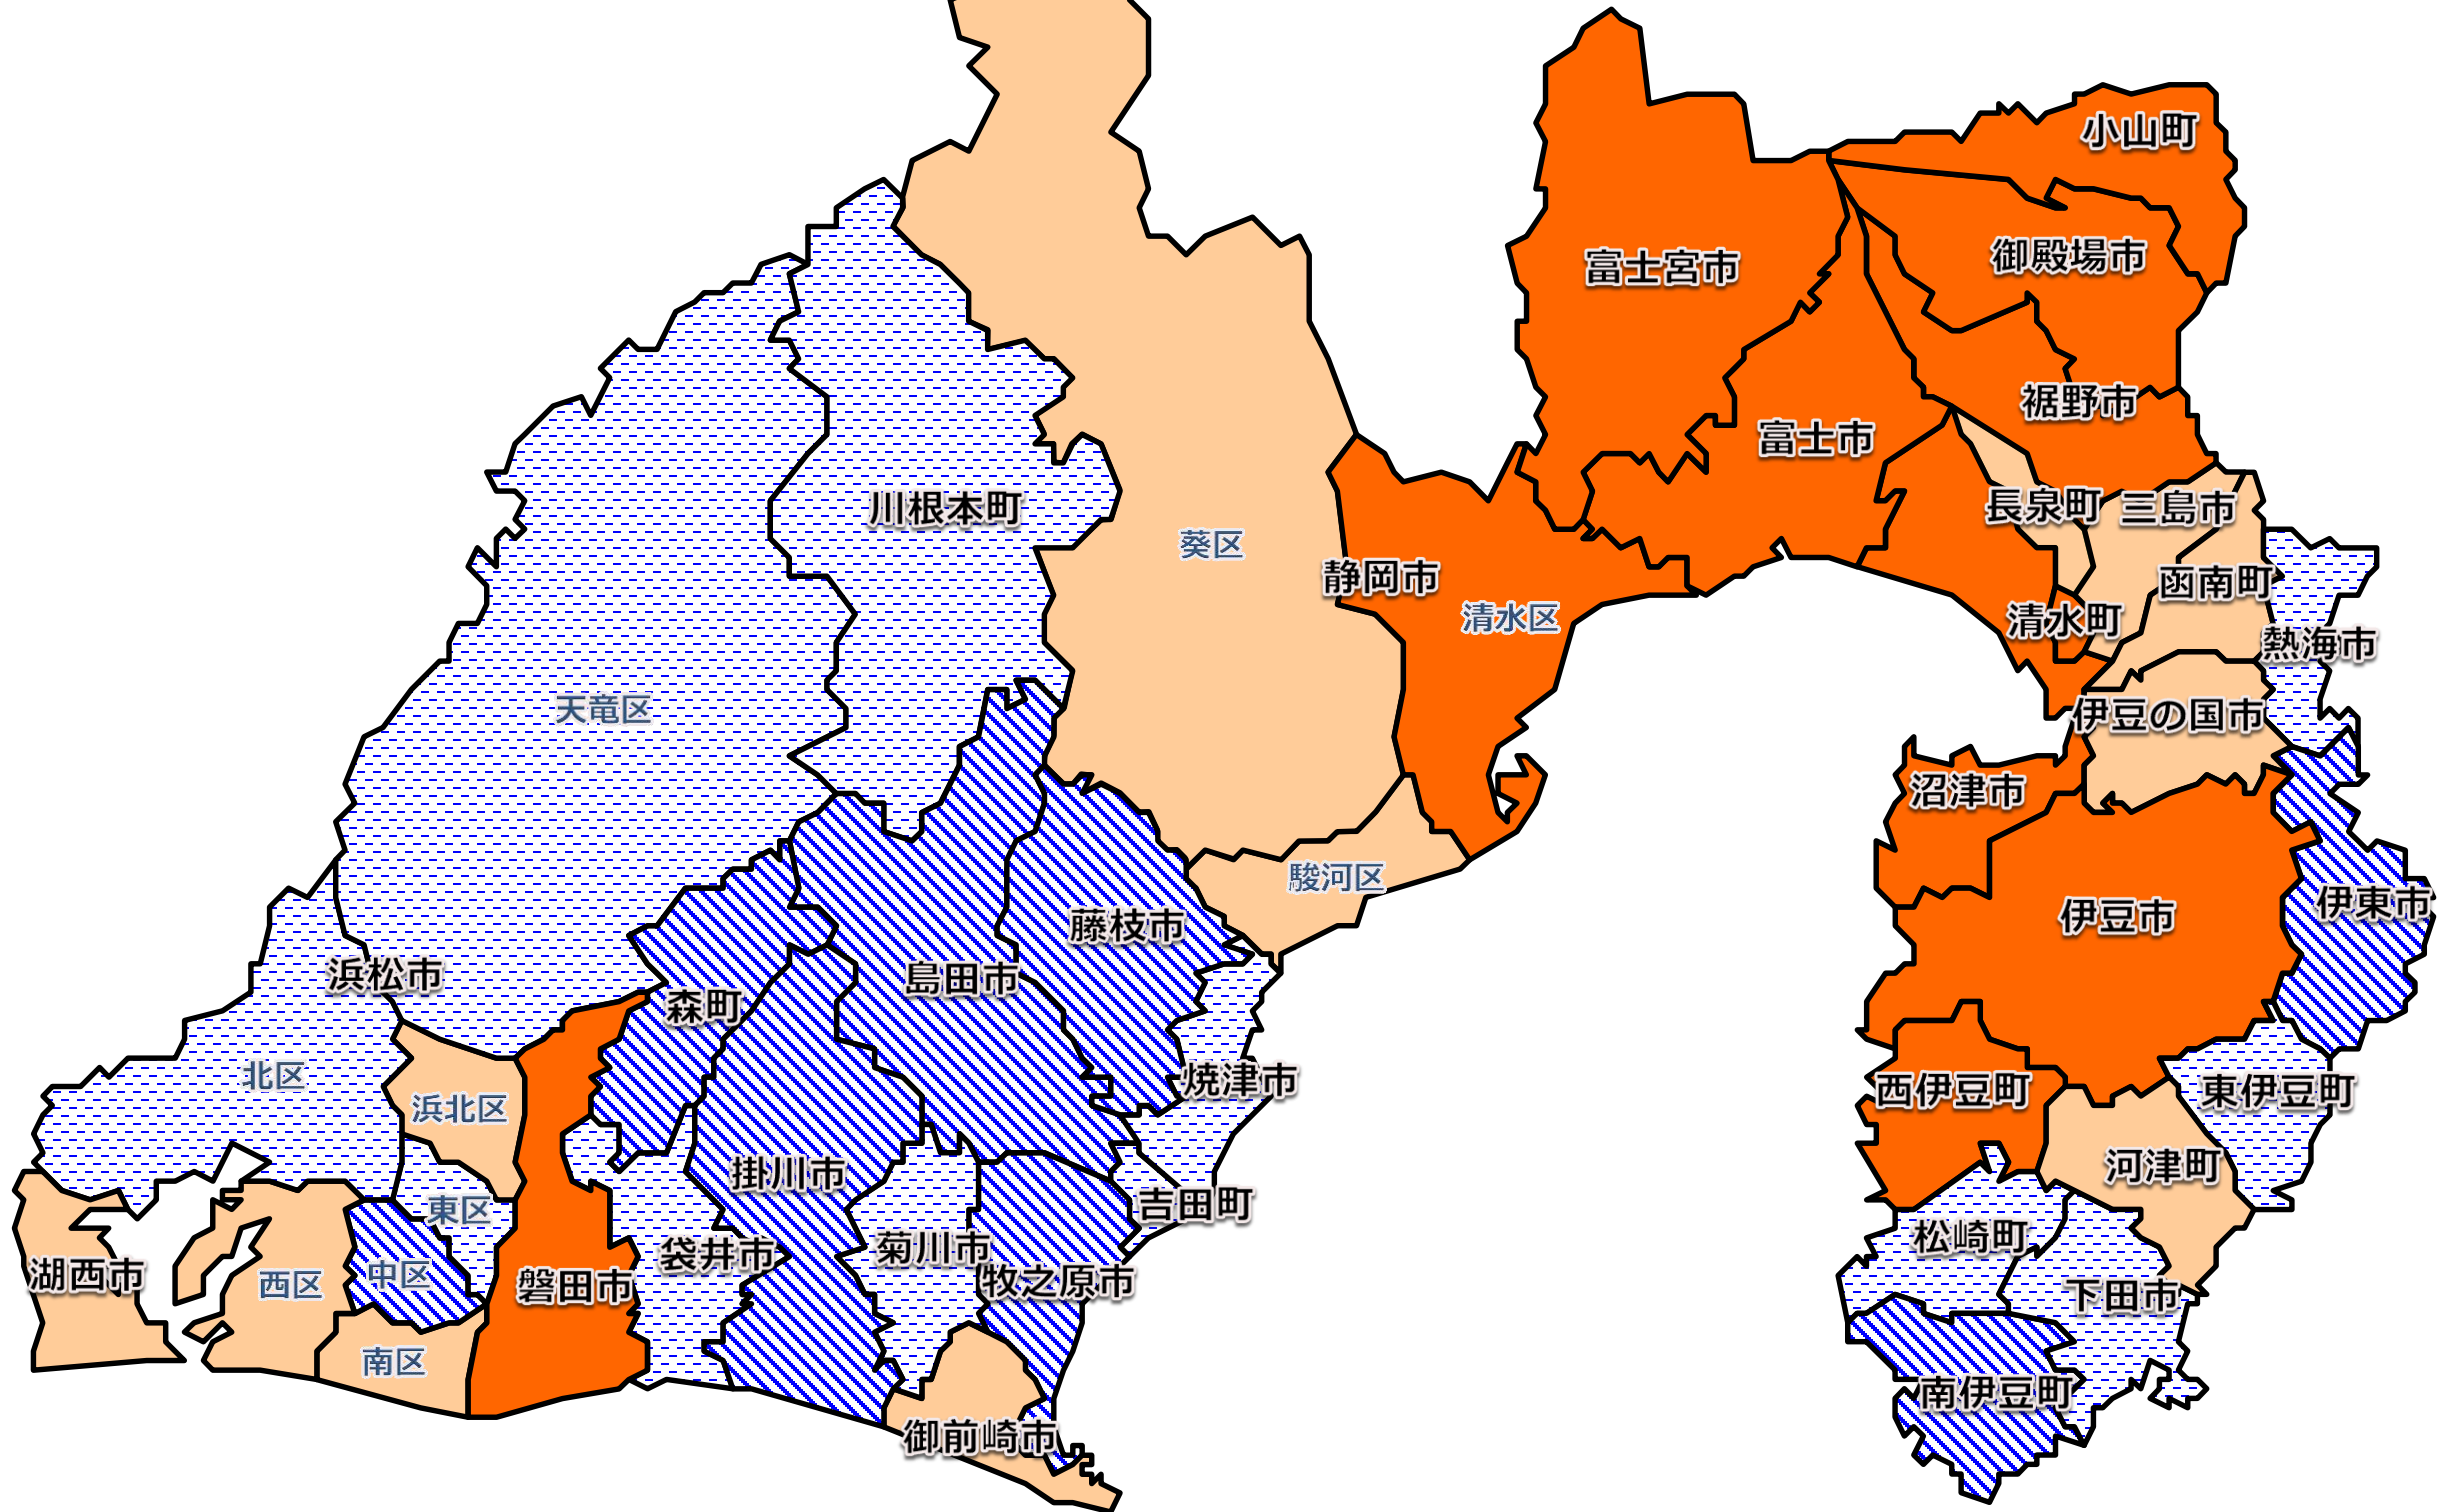 小山町
御殿場市
富士宮市
裾野市
富士市
長泉町
三島市
川根本町
葵区
静岡市
函南町
清水区
清水町
熱海市
天竜区
伊豆の国市
沼津市
駿河区
伊東市
伊豆市
藤枝市
浜松市
島田市
森町
北区
焼津市
西伊豆町
東伊豆町
浜北区
掛川市
河津町
東区
吉田町
松崎町
湖西市
西区
中区
磐田市
袋井市
菊川市
牧之原市
下田市
南区
南伊豆町
御前崎市